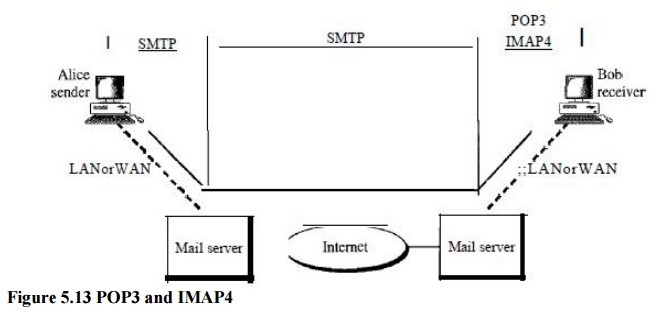 POP3
SMTP SMTP IMAP4
Alice
sender
Bob
receiver
LANorWAN ;;LANorWAN
Mail server Internet Mail server
Figure 5.13 POP3 and IMAP4